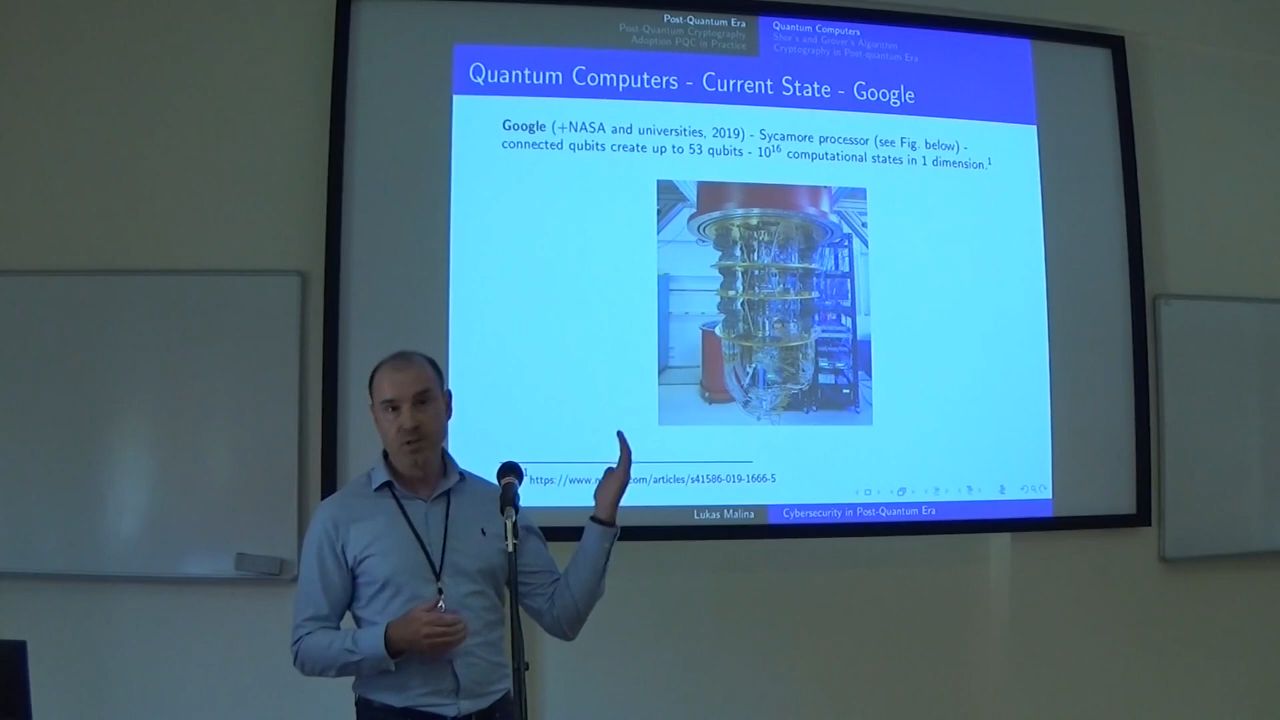 Post-Quantum Era
Post-Quantum Cryptography
Adoption PQC in Practice
Quantum Computers
Shor's and Grover's Algorithm
Cryptography in Post-quantum Era
Quantum Computers - Current State - Google
Google (+NASA and universities, 2019) - Sycamore processor (see Fig. below) -
connected qubits create up to 53 qubits - 10¹⁶ computational states in 1 dimension.¹
¹https://www.n .com/articles/s41586-019-1666-5
Lukas Malina
Cybersecurity in Post-Quantum Era